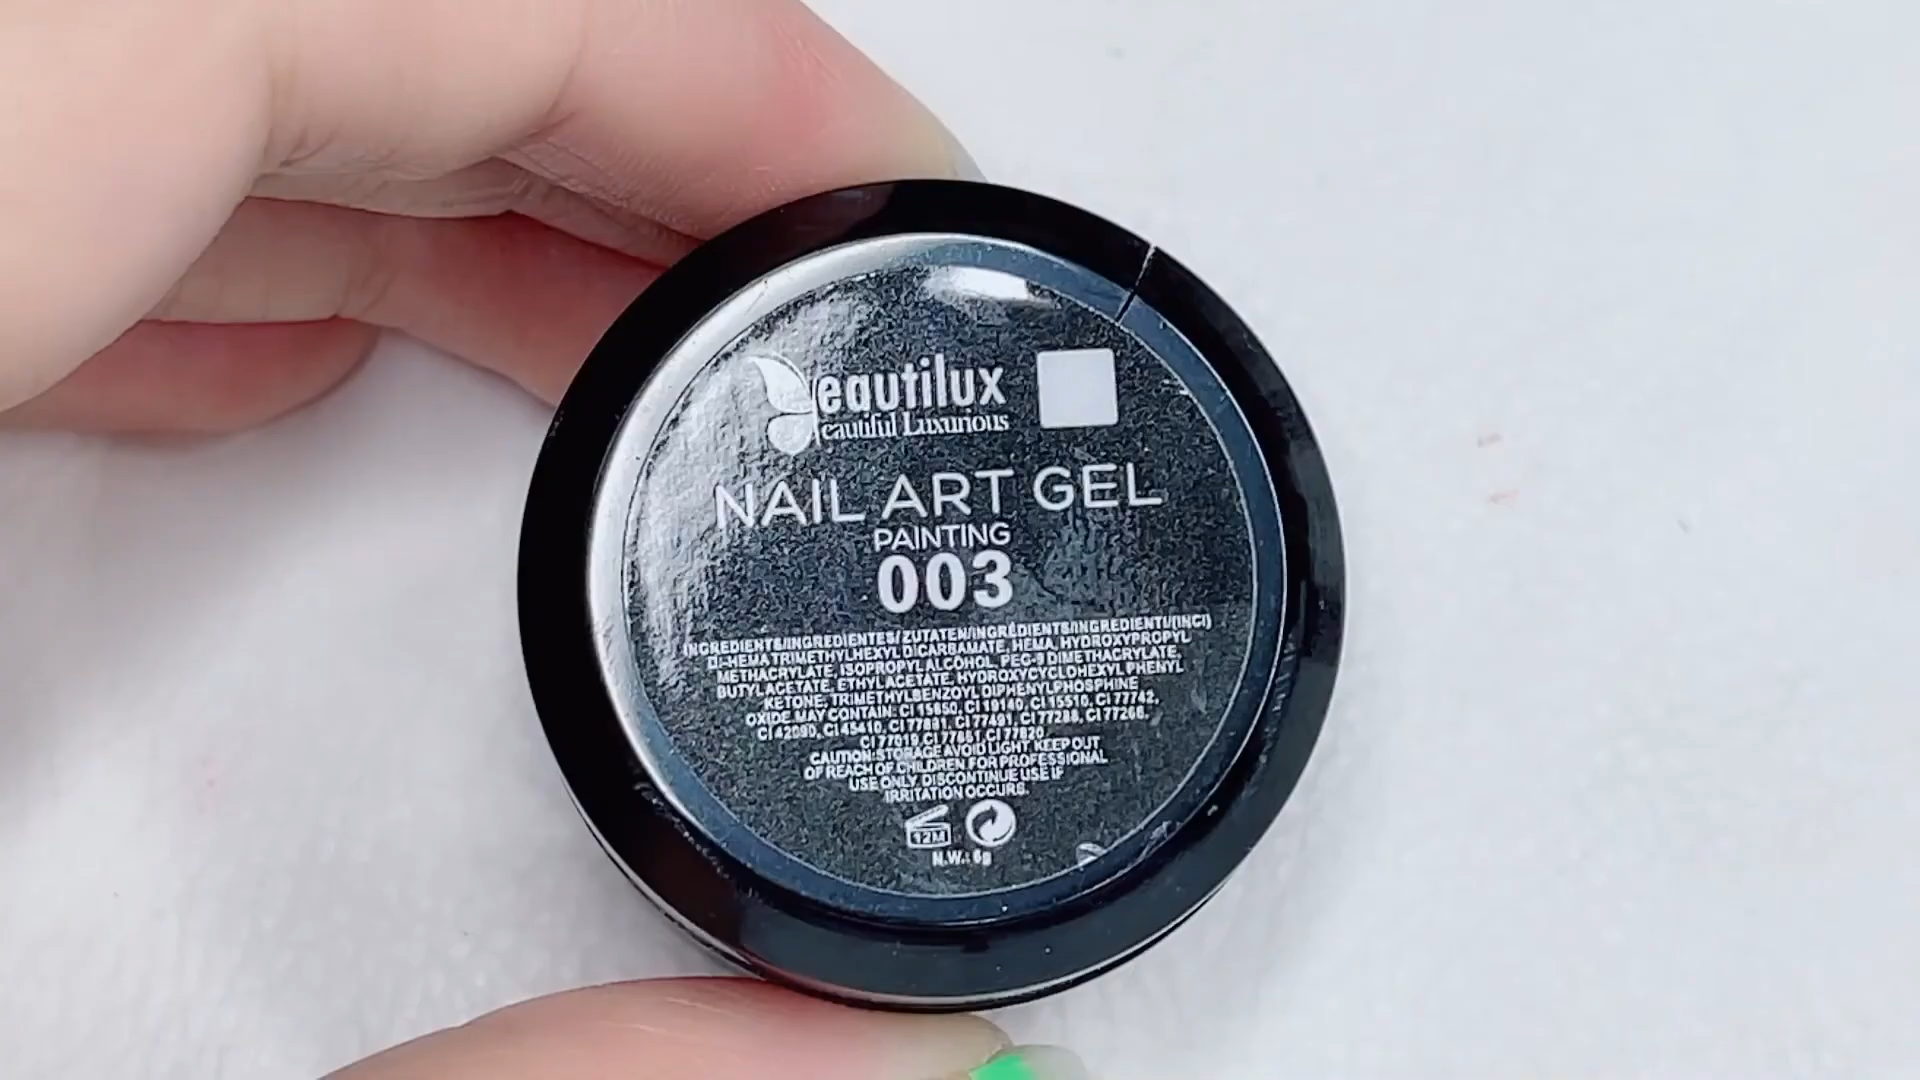 Beautilux
Beautiful Luxurious
NAIL ART GEL
PAINTING
003
INGREDIENTS/INGREDIENTES/ZUTATEN/INGRÉDIENTS/INGREDIENTI/(INCI)
DI-HEMA TRIMETHYLHEXYL DICARBAMATE, HEMA, HYDROXYPROPYL
METHACRYLATE, ISOPROPYL ALCOHOL, PEG-9 DIMETHACRYLATE,
BUTYL ACETATE, ETHYL ACETATE, HYDROXYCYCLOHEXYL PHENYL
KETONE, TRIMETHYLBENZOYL DIPHENYLPHOSPHINE
OXIDE. MAY CONTAIN: CI 15850, CI 19140, CI 15510, CI 77742,
CI 42090, CI 45410, CI 77891, CI 77491, CI 77288, CI 77266,
CI 77019, CI 77820
CAUTION: STORAGE AVOID LIGHT. KEEP OUT
OF REACH OF CHILDREN FOR PROFESSIONAL
USE ONLY. DISCONTINUE USE IF
IRRITATION OCCURS.
12M
N.W.: 6g